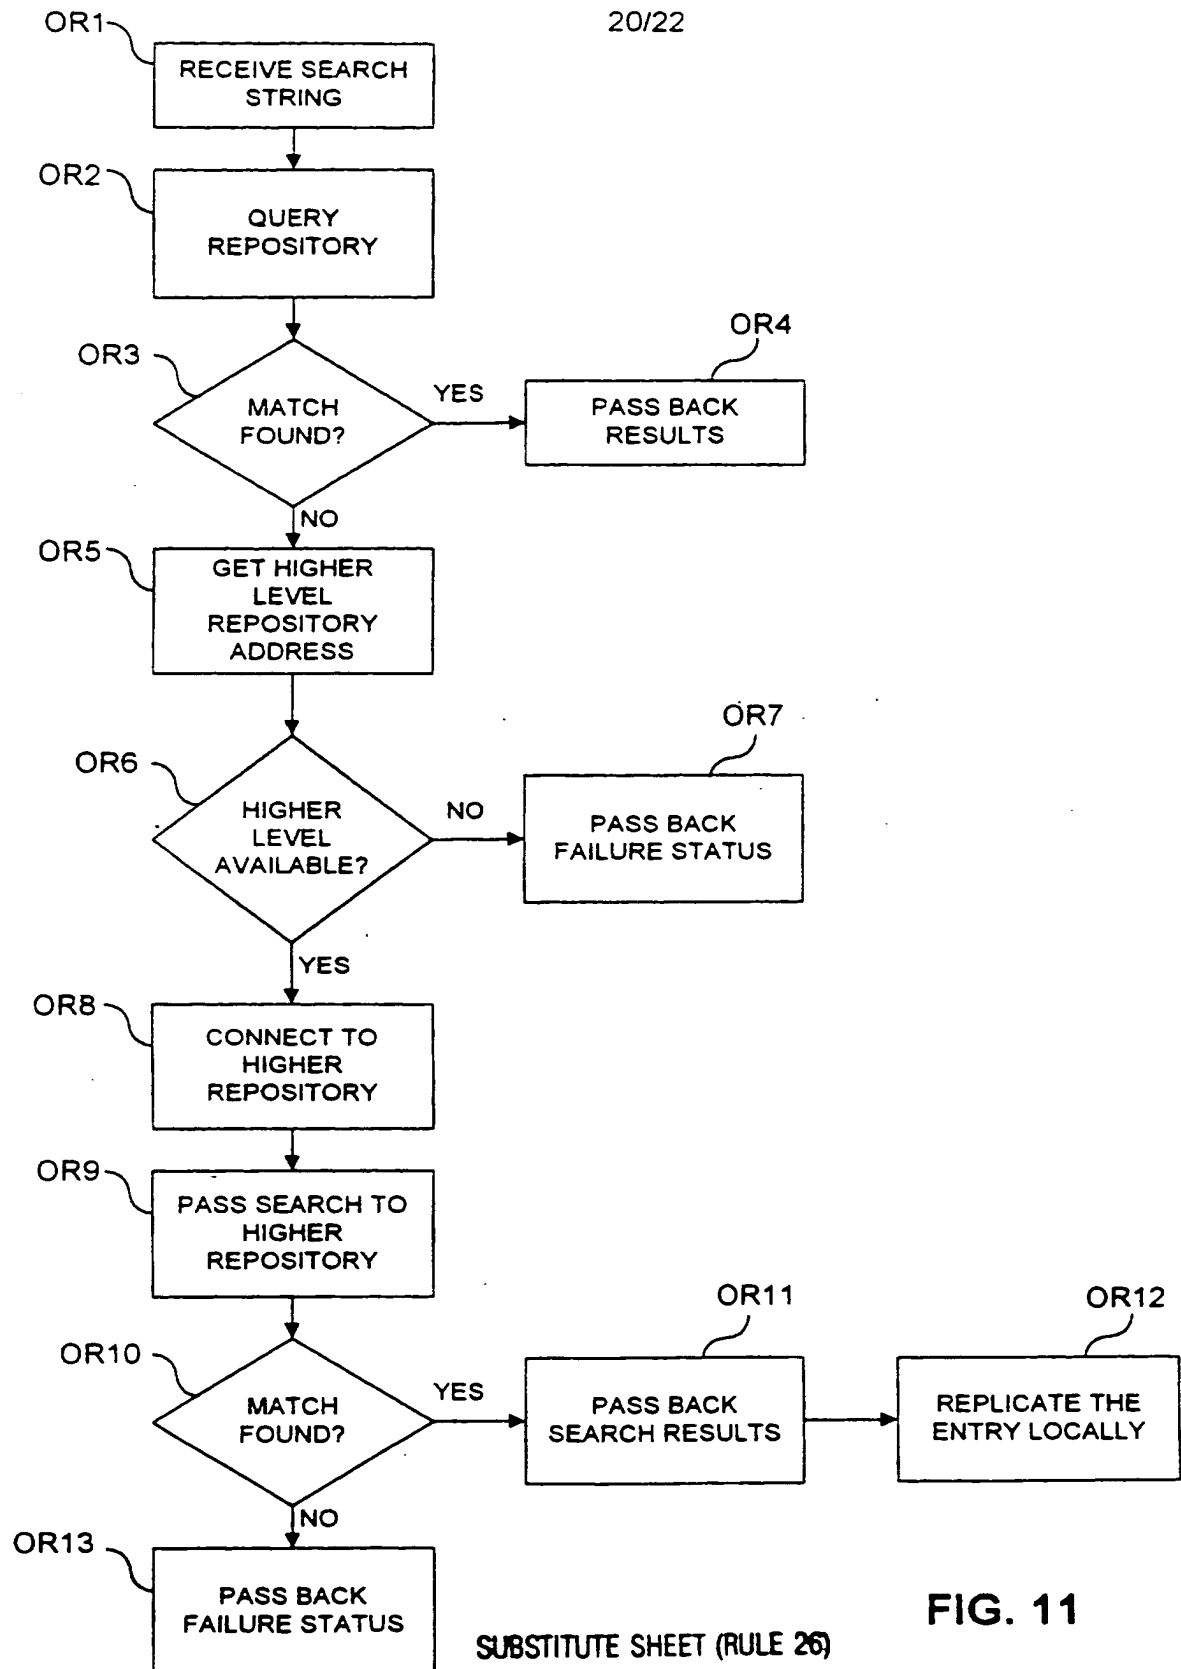 20/22
OR1
RECEIVE SEARCH
STRING
OR2
QUERY
REPOSITORY
OR3
MATCH
FOUND?
YES
OR4
PASS BACK
RESULTS
NO
OR5
GET HIGHER
LEVEL
REPOSITORY
ADDRESS
OR6
HIGHER
LEVEL
AVAILABLE?
NO
OR7
PASS BACK
FAILURE STATUS
YES
OR8
CONNECT TO
HIGHER
REPOSITORY
OR9
PASS SEARCH TO
HIGHER
REPOSITORY
OR10
MATCH
FOUND?
YES
OR11
PASS BACK
SEARCH RESULTS
OR12
REPLICATE THE
ENTRY LOCALLY
NO
OR13
PASS BACK
FAILURE STATUS
FIG. 11
SUBSTITUTE SHEET (RULE 26)